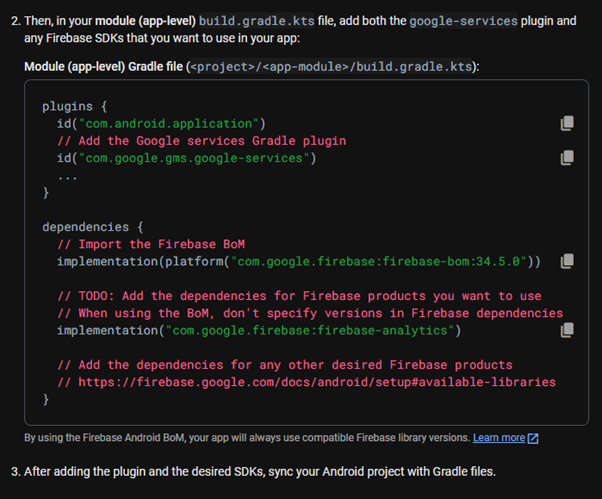 2. Then, in your module (app-level) build.gradle.kts file, add both the google-services plugin and
any Firebase SDKs that you want to use in your app:
Module (app-level) Gradle file (<project>/<app-module>/build.gradle.kts):
plugins {
id("com.android.application")
// Add the Google services Gradle plugin
id("com.google.gms.google-services")
...
}
dependencies {
// Import the Firebase BoM
implementation(platform("com.google.firebase:firebase-bom:34.5.0"))
// TODO: Add the dependencies for Firebase products you want to use
// When using the BoM, don't specify versions in Firebase dependencies
implementation("com.google.firebase:firebase-analytics")
// Add the dependencies for any other desired Firebase products
// https://firebase.google.com/docs/android/setup#available-libraries
}
By using the Firebase Android BoM, your app will always use compatible Firebase library versions. Learn more
3. After adding the plugin and the desired SDKs, sync your Android project with Gradle files.